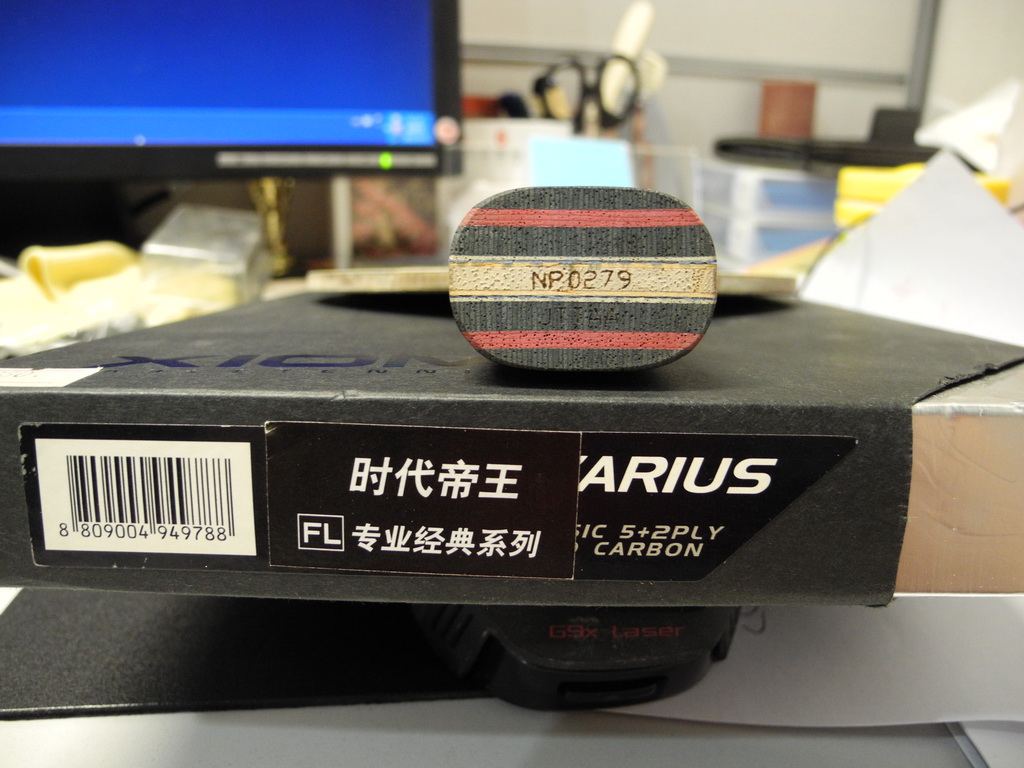 NP0279
XION
8 809004 949788
时代帝王
FL 专业经典系列
ARIUS
SIC 5+2PLY
CARBON
G9x Laser